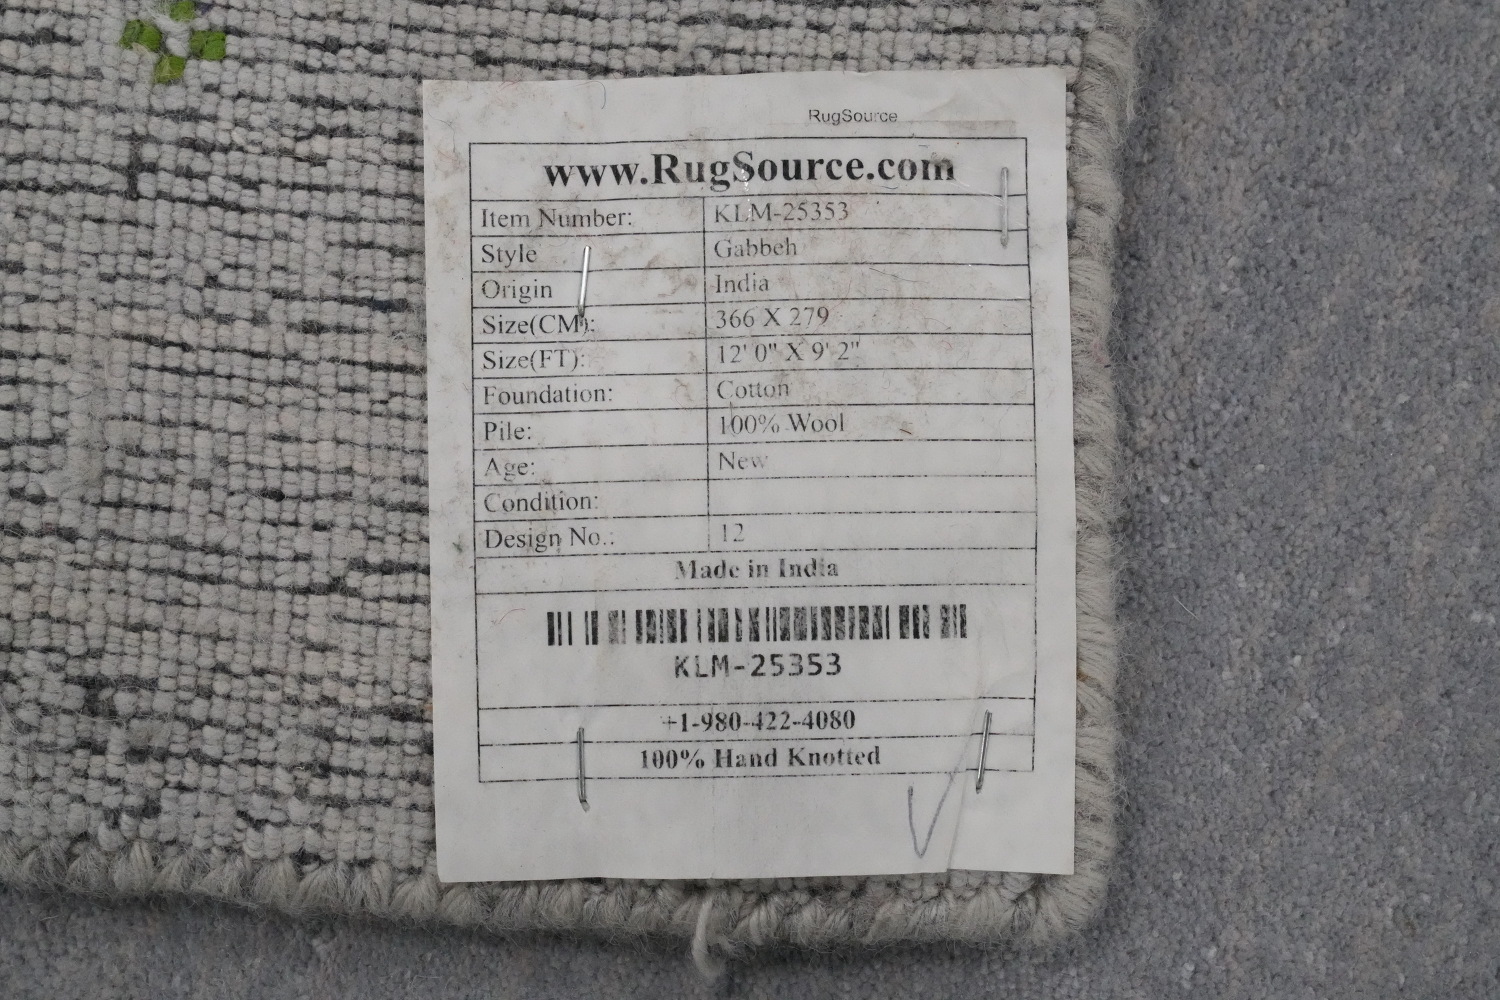 RugSource
www.RugSource.com
Item Number: KLM-25353
Style Gabbeh
Origin India
Size(CM): 366 X 279
Size(FT): 12' 0" X 9' 2"
Foundation: Cotton
Pile: 100% Wool
Age: New
Condition:
Design No.: 12
Made in India
KLM-25353
+1-980-422-4080
100% Hand Knotted